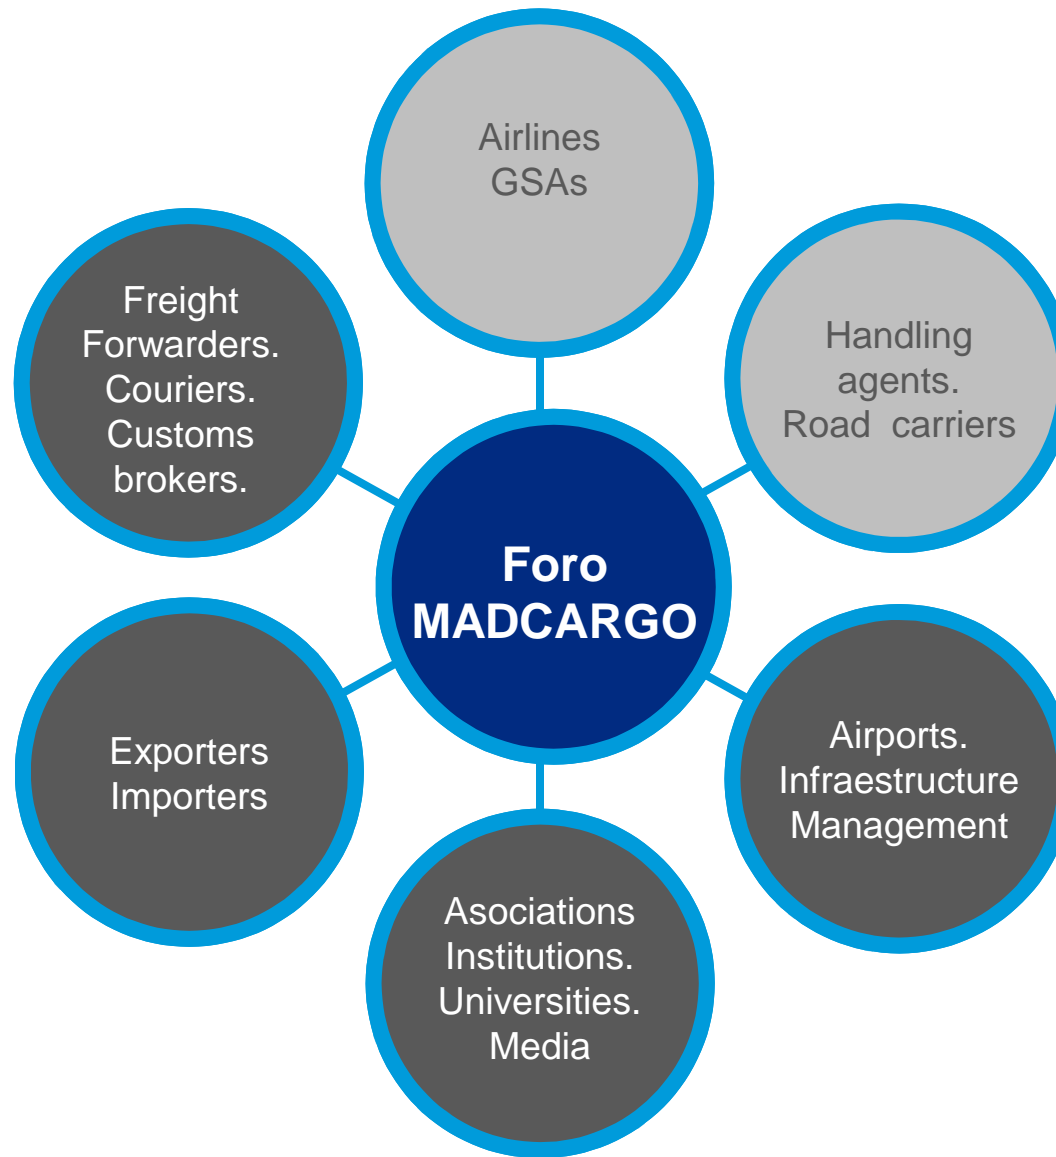 Airlines
GSAs
Freight
Forwarders.
Couriers.
Customs
brokers.
Handling
agents.
Road carriers
Foro
MADCARGO
Exporters
Importers
Airports.
Infraestructure
Management
Asociations
Institutions.
Universities.
Media